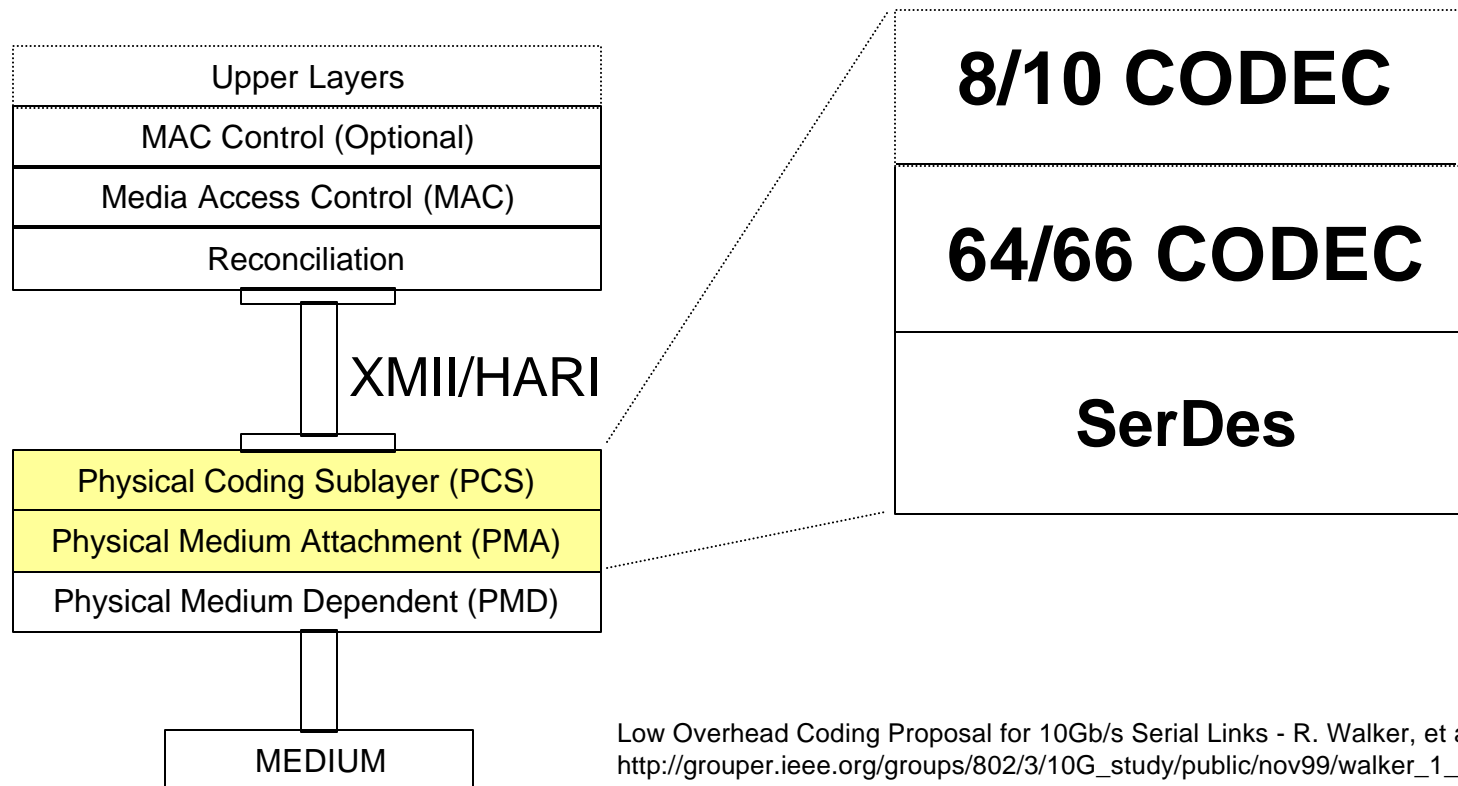 Upper Layers
MAC Control (Optional)
Media Access Control (MAC)
Reconciliation
XMII/HARI
Physical Coding Sublayer (PCS)
Physical Medium Attachment (PMA)
Physical Medium Dependent (PMD)
MEDIUM
8/10 CODEC
64/66 CODEC
SerDes
Low Overhead Coding Proposal for 10Gb/s Serial Links - R. Walker, et a
http://grouper.ieee.org/groups/802/3/10G_study/public/nov99/walker_1_